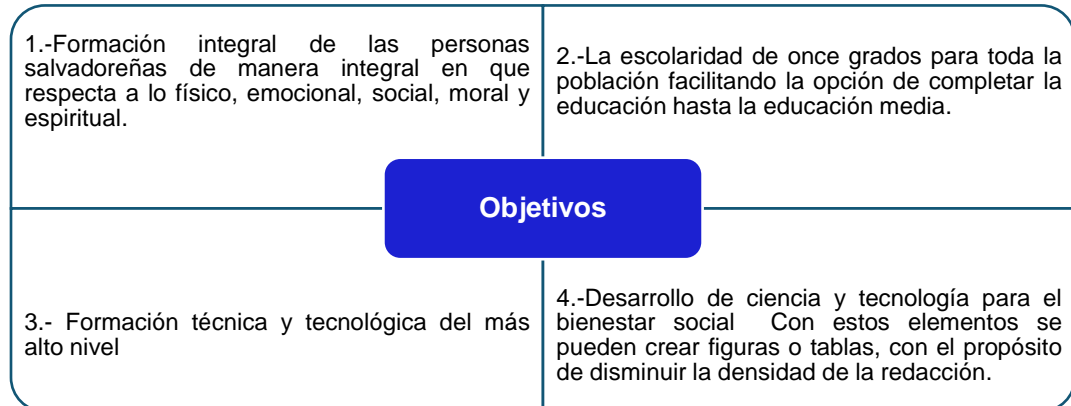 1.-Formación integral de las personas
salvadoreñas de manera integral en que
respecta a lo físico, emocional, social, moral y
espiritual.
2.-La escolaridad de once grados para toda la
población facilitando la opción de completar la
educación hasta la educación media.
Objetivos
3.- Formación técnica y tecnológica del más
alto nivel
4.-Desarrollo de ciencia y tecnología para el
bienestar social Con estos elementos se
pueden crear figuras o tablas, con el propósito
de disminuir la densidad de la redacción.